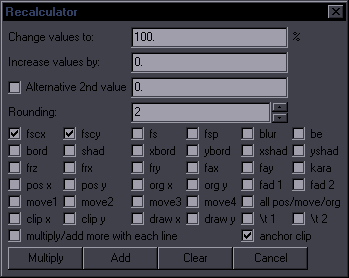 Recalculator
Change values to: 100. %
Increase values by: 0.
Alternative 2nd value 0.
Rounding: 2
fscx fscy fs fsp blur be
bord shad xbord ybord xshad yshad
frz frx fry fax fay kara
pos x pos y org x org y fad 1 fad 2
move1 move2 move3 move4 all pos/move/org
clip x clip y draw x draw y \t 1 \t 2
multiply/add more with each line anchor clip
Multiply Add Clear Cancel